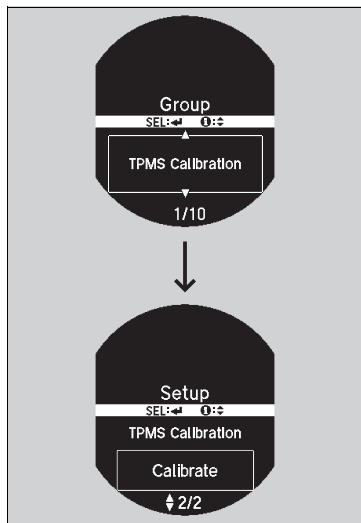 Group
SEL:↵ ⓘ:⬍
TPMS Calibration
1/10
Setup
SEL:↵ ⓘ:⬍
TPMS Calibration
Calibrate
2/2